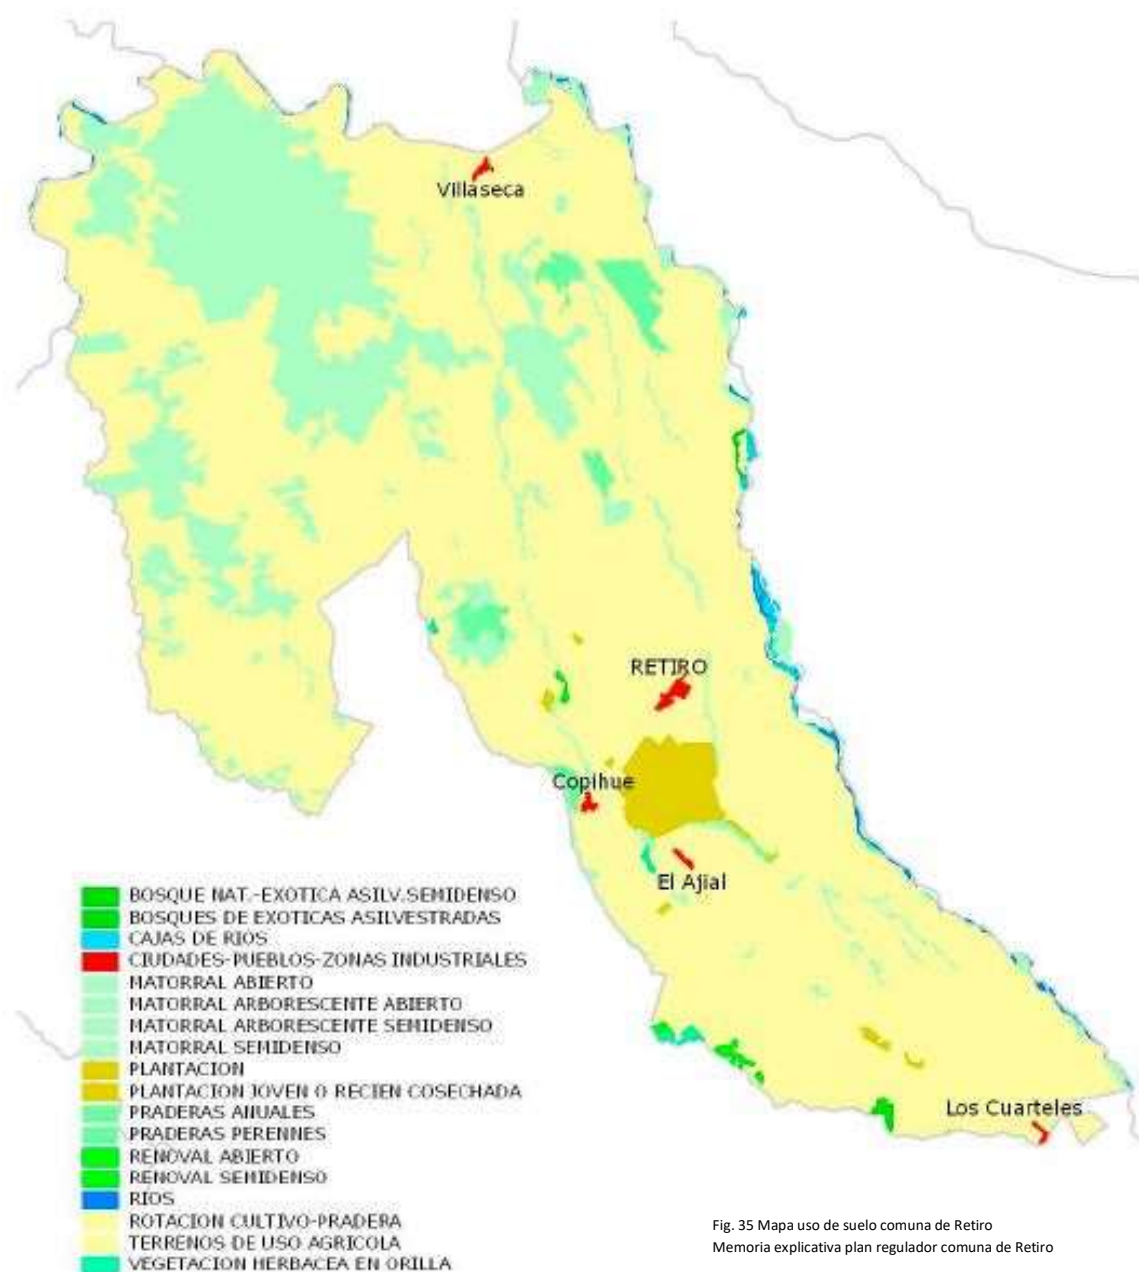 Villaseca
RETIRO
Copihue
El Ajial
Los Cuarteles
BOSQUE NAT.-EXOTICA ASILV.SEMIDENSO
BOSQUES DE EXOTICAS ASILVESTRADAS
CAJAS DE RIOS
CIUDADES-PUEBLOS-ZONAS INDUSTRIALES
MATORRAL ABIERTO
MATORRAL ARBORESCENTE ABIERTO
MATORRAL ARBORESCENTE SEMIDENSO
MATORRAL SEMIDENSO
PLANTACION
PLANTACION JOVEN O RECIEN COSECHADA
PRADERAS ANUALES
PRADERAS PERENNES
RENOVAL ABIERTO
RENOVAL SEMIDENSO
RIOS
ROTACION CULTIVO-PRADERA
TERRENOS DE USO AGRICOLA
VEGETACION HERBACEA EN ORILLA
Fig. 35 Mapa uso de suelo comuna de Retiro
Memoria explicativa plan regulador comuna de Retiro